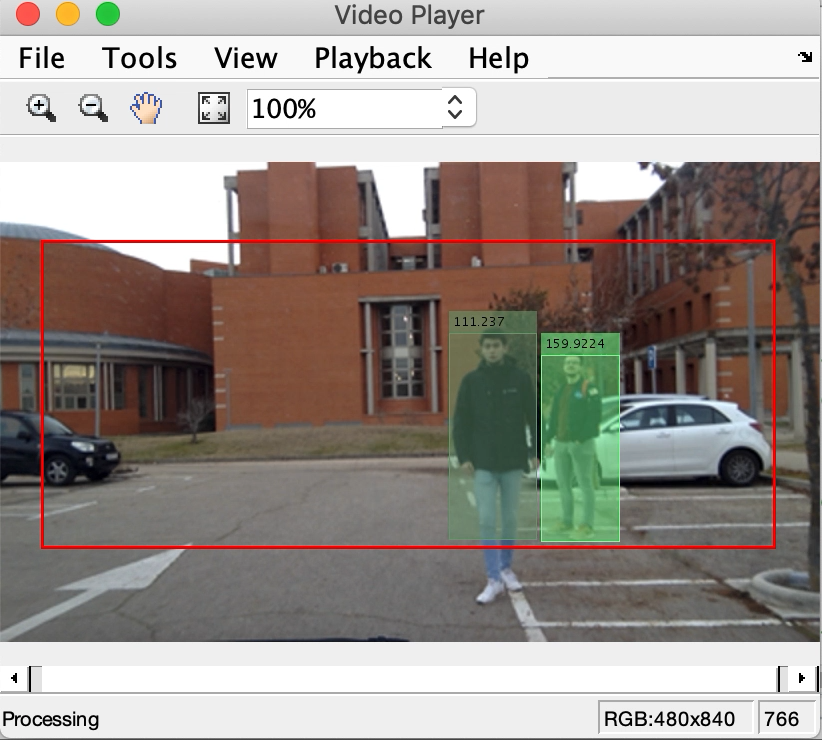 Video Player
File Tools View Playback Help
100%
111.237
159.9224
Processing
RGB:480x840
766